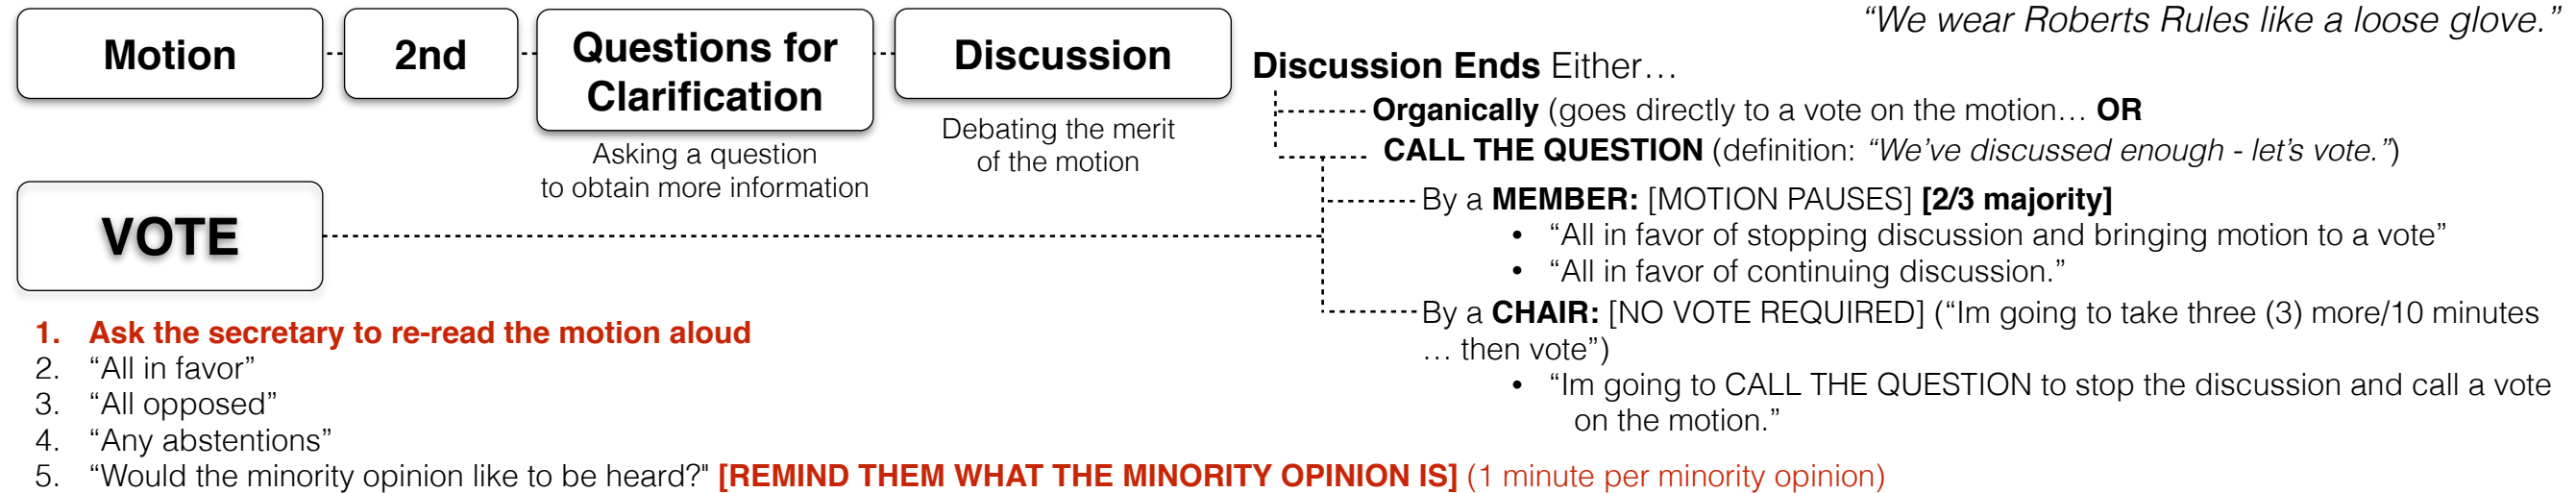 “We wear Roberts Rules like a loose glove.”
Motion
2nd
Questions for
Clarification
Asking a question
to obtain more information
Discussion
Debating the merit
of the motion
Discussion Ends Either…
Organically (goes directly to a vote on the motion… OR
CALL THE QUESTION (definition: “We’ve discussed enough - let’s vote.”)
By a MEMBER: [MOTION PAUSES] [2/3 majority]
• “All in favor of stopping discussion and bringing motion to a vote”
• “All in favor of continuing discussion.”
By a CHAIR: [NO VOTE REQUIRED] (“Im going to take three (3) more/10 minutes
… then vote”)
• “Im going to CALL THE QUESTION to stop the discussion and call a vote
on the motion.”
VOTE
1. Ask the secretary to re-read the motion aloud
2. “All in favor”
3. “All opposed”
4. “Any abstentions”
5. “Would the minority opinion like to be heard?" [REMIND THEM WHAT THE MINORITY OPINION IS] (1 minute per minority opinion)